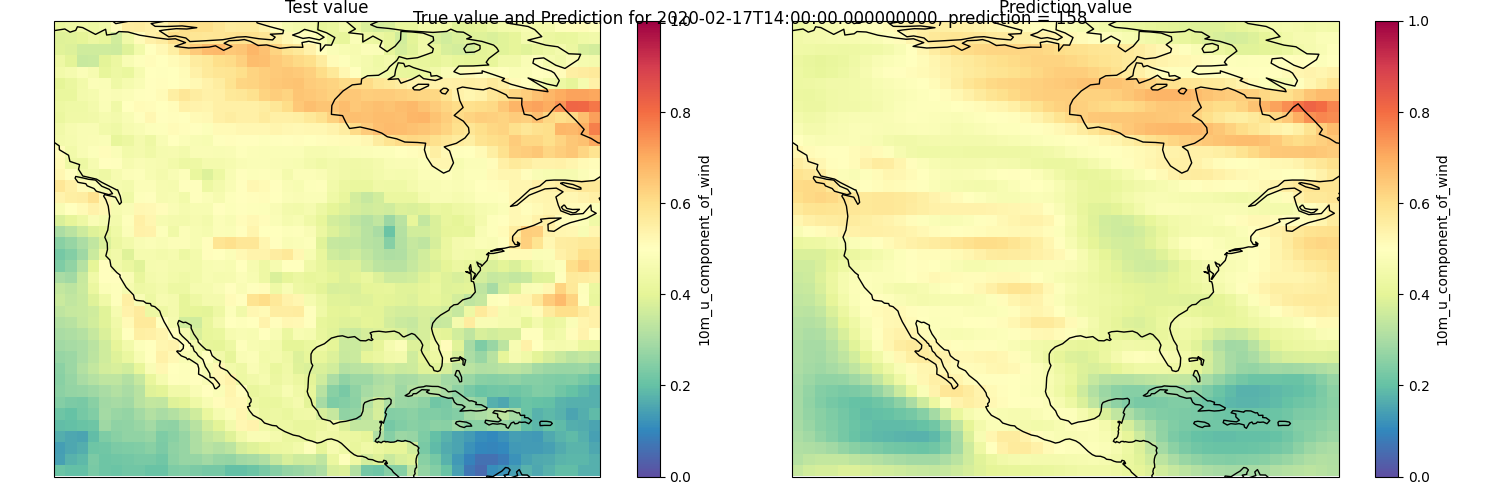 Test value
Prediction value
True value and Prediction for 2020-02-17T14:00:00.000000000, prediction = 158
1.0
0.8
0.6
0.4
0.2
0.0
10m_u_component_of_wind
1.0
0.8
0.6
0.4
0.2
0.0
10m_u_component_of_wind